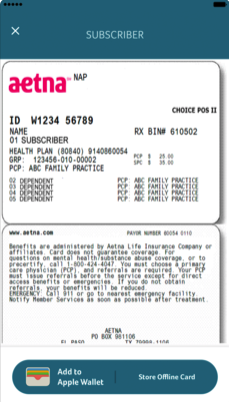 SUBSCRIBER
aetna NAP
CHOICE POS II
ID W1234 56789
NAME RX BIN# 610502
01 SUBSCRIBER
HEALTH PLAN (80840) 9140860054
GRP: 123456-010-00002 PCP $ 25.00
PCP: ABC FAMILY PRACTICE SPC $ 35.00
02 DEPENDENT PCP: ABC FAMILY PRACTICE
03 DEPENDENT PCP: ABC FAMILY PRACTICE
04 DEPENDENT PCP: ABC FAMILY PRACTICE
05 DEPENDENT PCP: ABC FAMILY PRACTICE
www.aetna.com PAYOR NUMBER 60054 0110
Benefits are administered by Aetna Life Insurance Company or
affiliates. Card does not guarantee coverage. For
questions on mental health/substance abuse coverage, or to
precertify, call 1-800-424-4047. You must choose a primary
care physician (PCP), and referrals are required. Your PCP
must issue referrals before the service except for direct
access benefits or emergencies. If you do not obtain
referrals, your benefits will be reduced.
EMERGENCY: Call 911 or go to nearest emergency facility.
Notify Member Services as soon as possible after treatment.
AETNA
PO BOX 981106
EL PASO TX 79998-1106
Add to
Apple Wallet
Store Offline Card